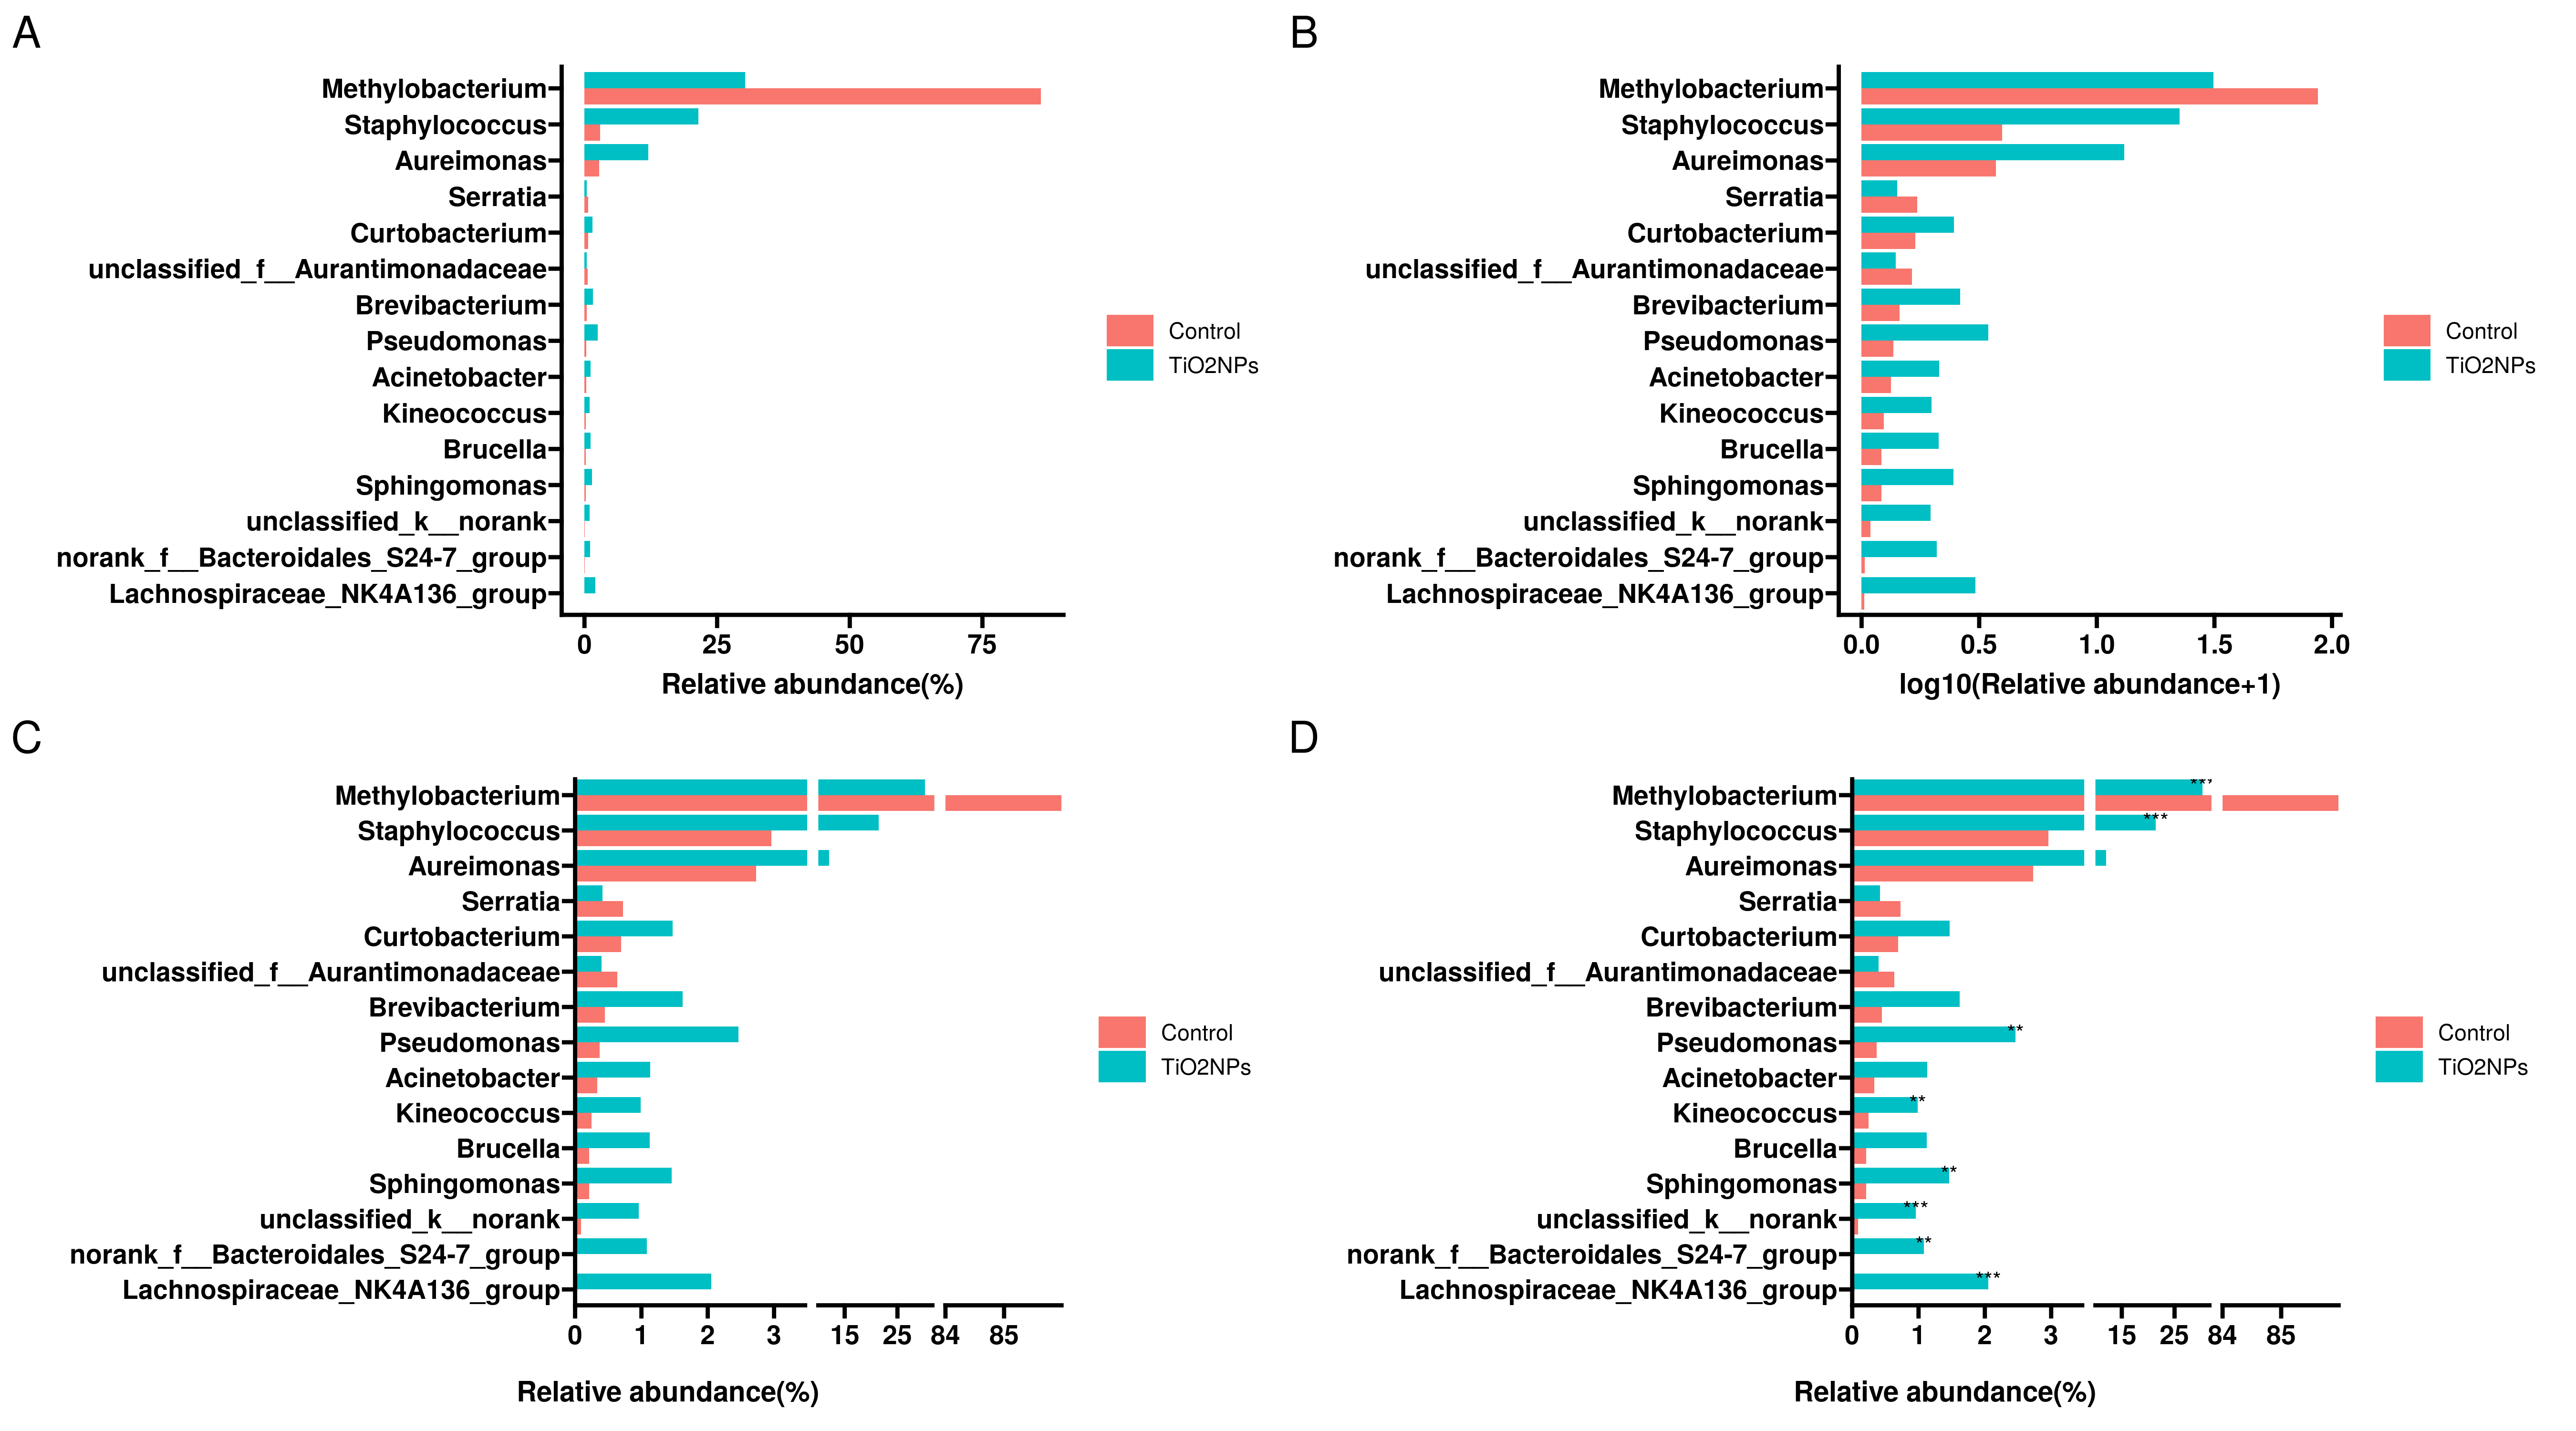 A
Methylobacterium
Staphylococcus
Aureimonas
Serratia
Curtobacterium
unclassified_f__Aurantimonadaceae
Brevibacterium
Pseudomonas
Acinetobacter
Kineococcus
Brucella
Sphingomonas
unclassified_k__norank
norank_f__Bacteroidales_S24-7_group
Lachnospiraceae_NK4A136_group
0 25 50 75
Relative abundance(%)
Control
TiO2NPs
B
Methylobacterium
Staphylococcus
Aureimonas
Serratia
Curtobacterium
unclassified_f__Aurantimonadaceae
Brevibacterium
Pseudomonas
Acinetobacter
Kineococcus
Brucella
Sphingomonas
unclassified_k__norank
norank_f__Bacteroidales_S24-7_group
Lachnospiraceae_NK4A136_group
0.0 0.5 1.0 1.5 2.0
log10(Relative abundance+1)
Control
TiO2NPs
C
Methylobacterium
Staphylococcus
Aureimonas
Serratia
Curtobacterium
unclassified_f__Aurantimonadaceae
Brevibacterium
Pseudomonas
Acinetobacter
Kineococcus
Brucella
Sphingomonas
unclassified_k__norank
norank_f__Bacteroidales_S24-7_group
Lachnospiraceae_NK4A136_group
0 1 2 3 15 25 84 85
Relative abundance(%)
Control
TiO2NPs
D
Methylobacterium ***
Staphylococcus ***
Aureimonas
Serratia
Curtobacterium
unclassified_f__Aurantimonadaceae
Brevibacterium
Pseudomonas **
Acinetobacter
Kineococcus **
Brucella
Sphingomonas **
unclassified_k__norank ***
norank_f__Bacteroidales_S24-7_group **
Lachnospiraceae_NK4A136_group ***
0 1 2 3 15 25 84 85
Relative abundance(%)
Control
TiO2NPs